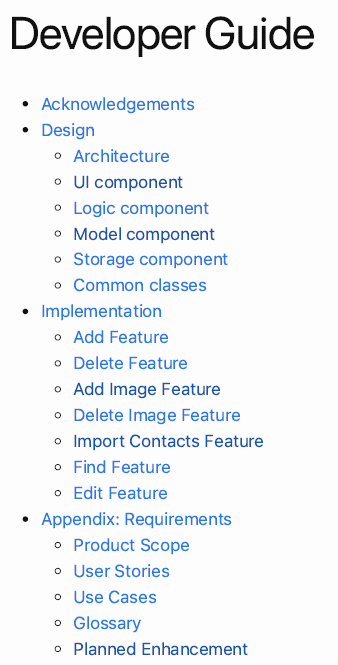 Developer Guide
Acknowledgements
Design
Architecture
UI component
Logic component
Model component
Storage component
Common classes
Implementation
Add Feature
Delete Feature
Add Image Feature
Delete Image Feature
Import Contacts Feature
Find Feature
Edit Feature
Appendix: Requirements
Product Scope
User Stories
Use Cases
Glossary
Planned Enhancement